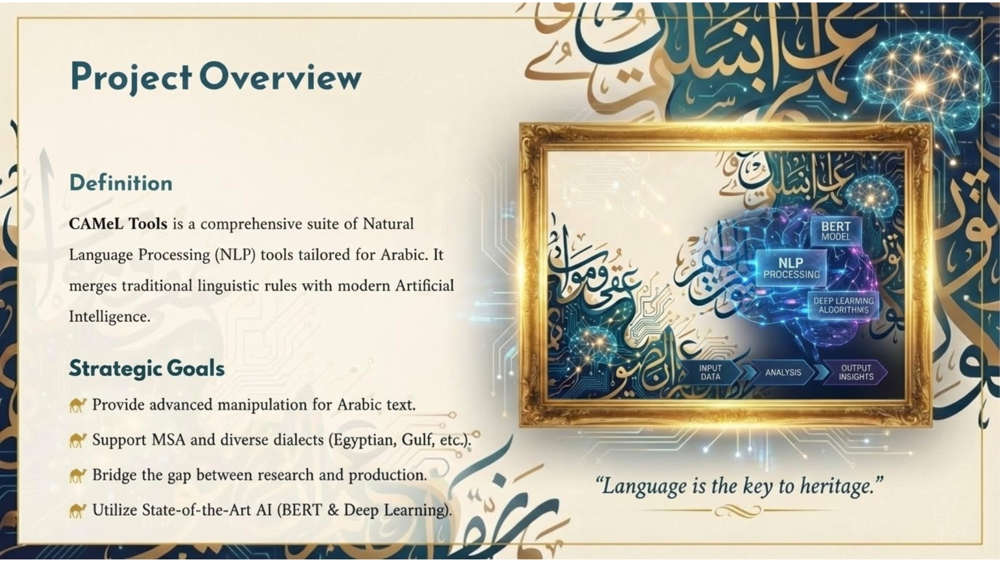 Project Overview
Definition
CAMeL Tools is a comprehensive suite of Natural
Language Processing (NLP) tools tailored for Arabic. It
merges traditional linguistic rules with modern Artificial
Intelligence.
Strategic Goals
Provide advanced manipulation for Arabic text.
Support MSA and diverse dialects (Egyptian, Gulf, etc.).
Bridge the gap between research and production.
Utilize State-of-the-Art AI (BERT & Deep Learning).
BERT
MODEL
NLP
PROCESSING
DEEP LEARNING
ALGORITHMS
INPUT
DATA
ANALYSIS
OUTPUT
INSIGHTS
“Language is the key to heritage.”